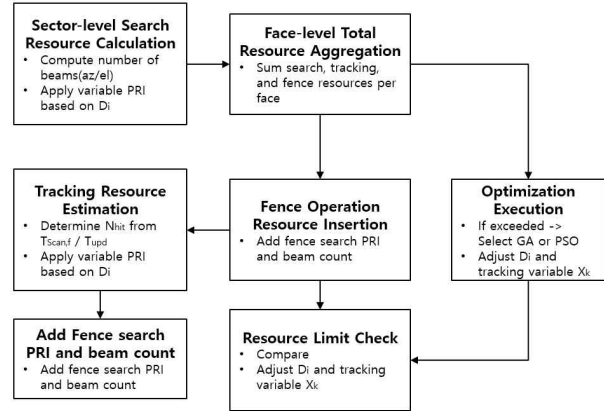 Sector-level Search
Resource Calculation
• Compute number of
beams(az/el)
• Apply variable PRI
based on Di
Face-level Total
Resource Aggregation
• Sum search, tracking,
and fence resources per
face
Tracking Resource
Estimation
• Determine Nhit from
TScan,f / Tupd
• Apply variable PRI
based on Di
Fence Operation
Resource Insertion
• Add fence search PRI
and beam count
Optimization
Execution
• If exceeded ->
Select GA or PSO
• Adjust Di and
tracking variable Xk
Add Fence search
PRI and beam count
• Add fence search PRI
and beam count
Resource Limit Check
• Compare
• Adjust Di and tracking
variable Xk